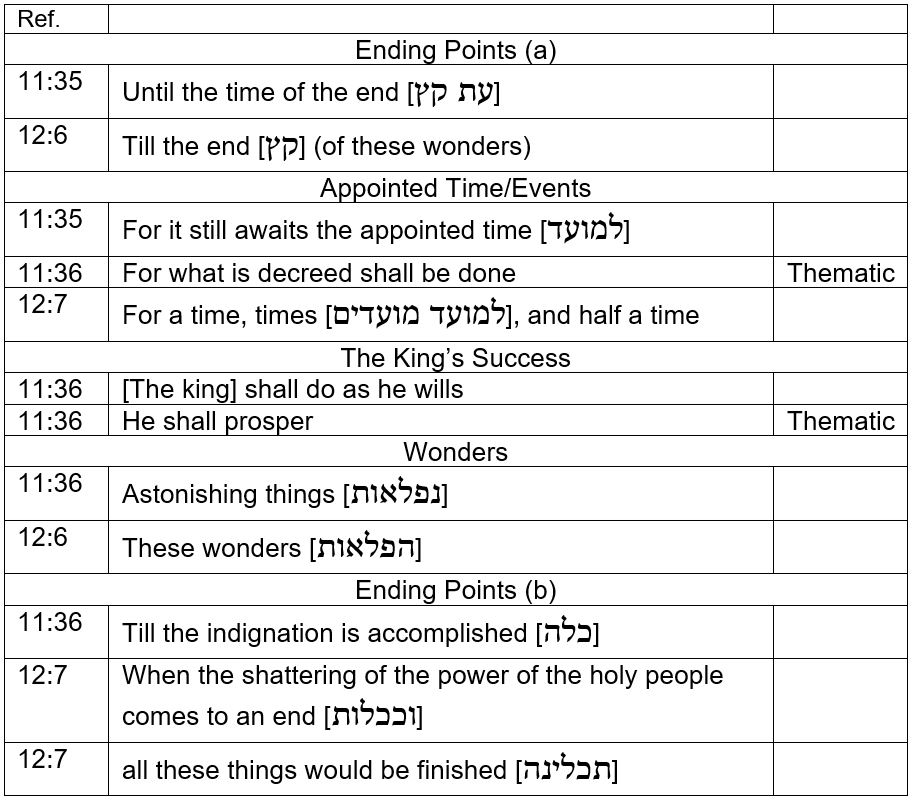 Ref.
Ending Points (a)
11:35 Until the time of the end [עת קץ]
12:6 Till the end [קץ] (of these wonders)
Appointed Time/Events
11:35 For it still awaits the appointed time [למועד]
11:36 For what is decreed shall be done Thematic
12:7 For a time, times [למועד מועדים], and half a time
The King’s Success
11:36 [The king] shall do as he wills
11:36 He shall prosper Thematic
Wonders
11:36 Astonishing things [נפלאות]
12:6 These wonders [הפלאות]
Ending Points (b)
11:36 Till the indignation is accomplished [כלה]
12:7 When the shattering of the power of the holy people
comes to an end [וככלות]
12:7 all these things would be finished [תכלינה]